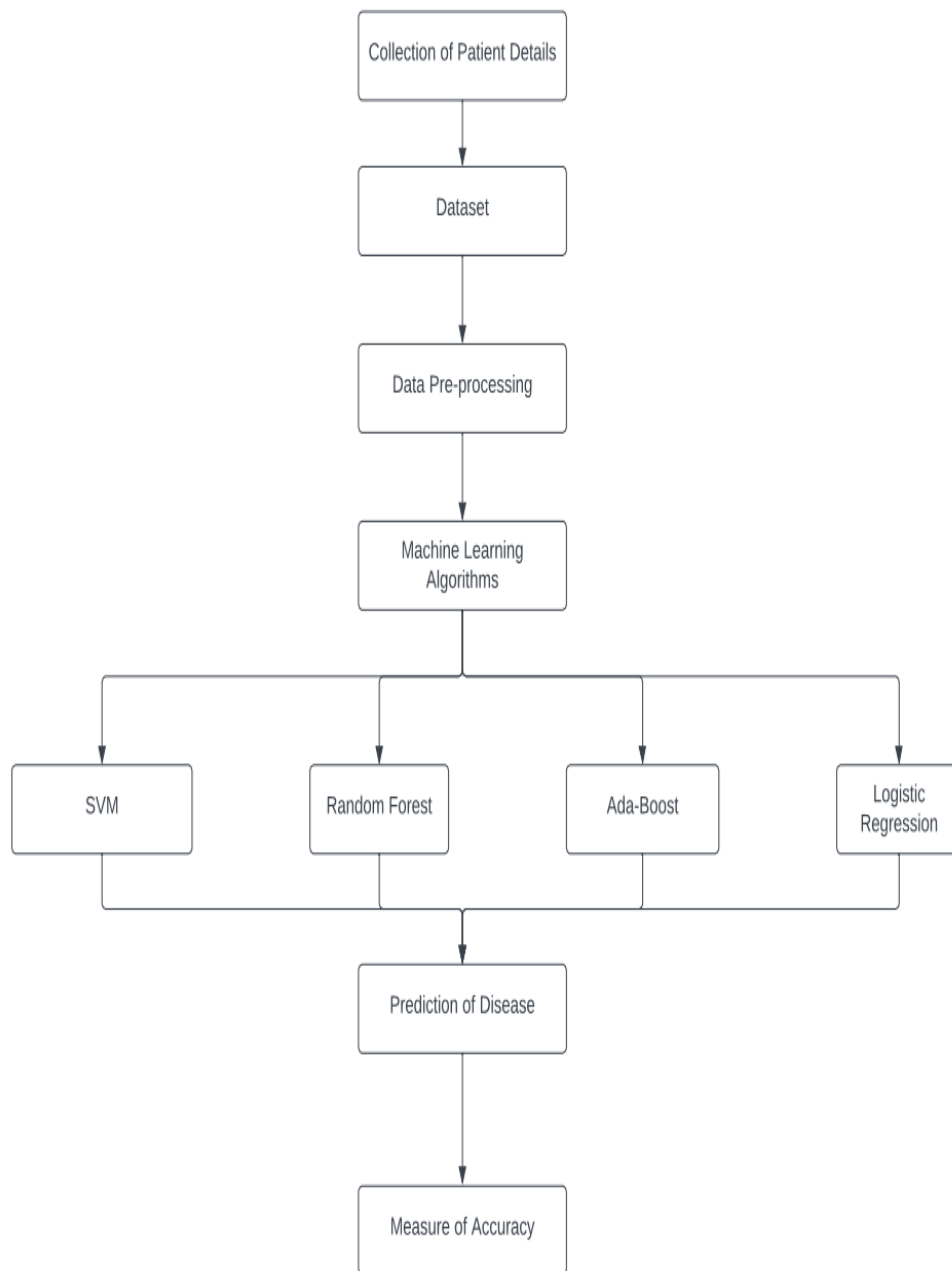 Collection of Patient Details
Dataset
Data Pre-processing
Machine Learning
Algorithms
SVM
Random Forest
Ada-Boost
Logistic
Regression
Prediction of Disease
Measure of Accuracy